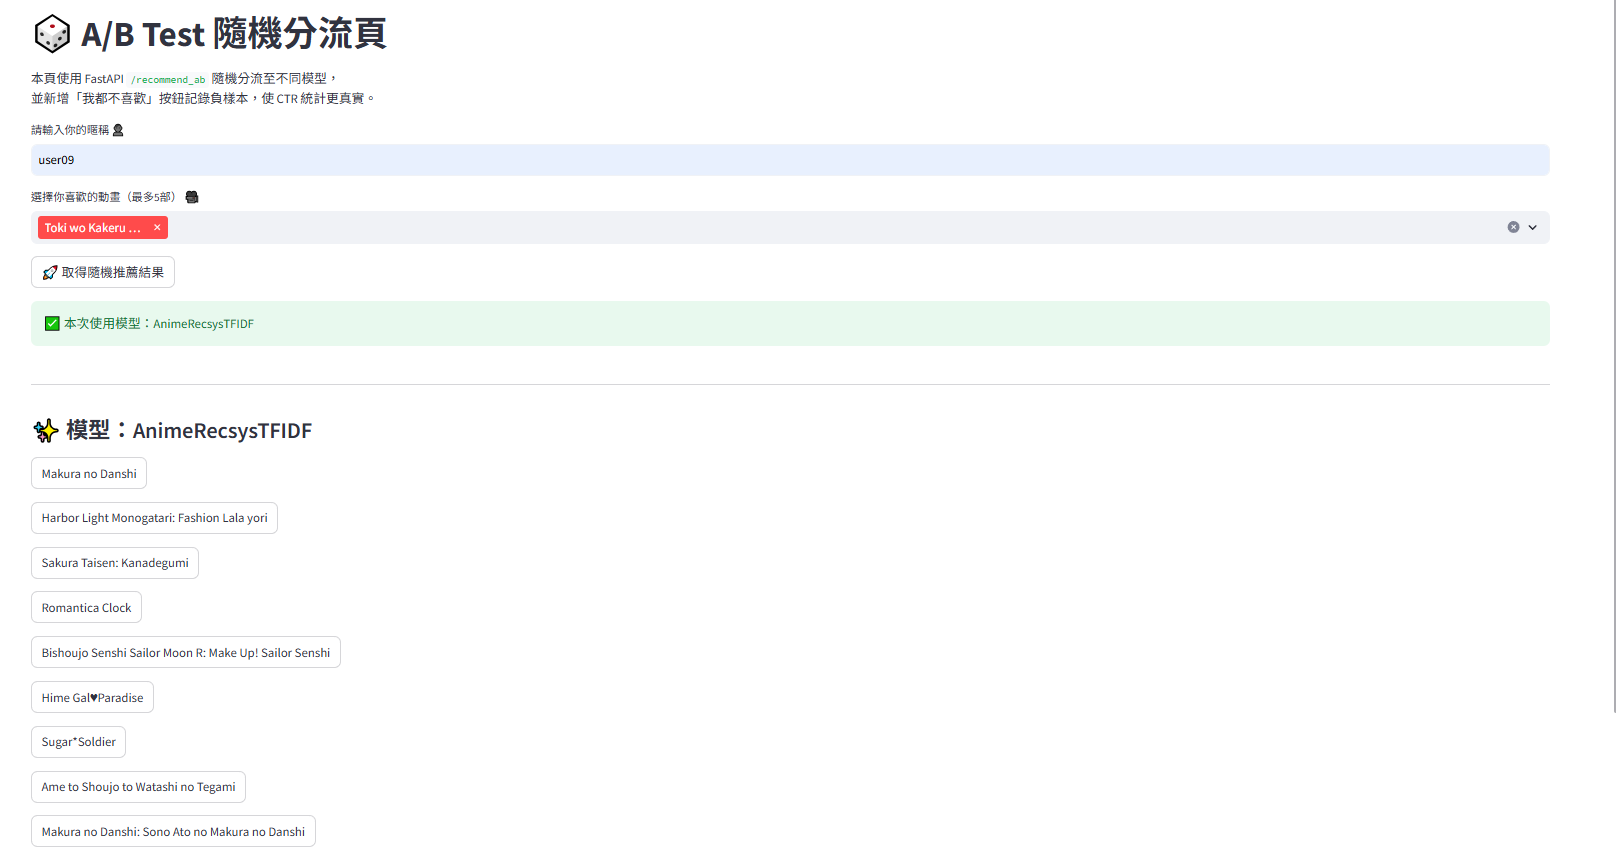 A/B Test 隨機分流頁
本頁使用 FastAPI /recommend_ab 隨機分流至不同模型，
並新增「我都不喜歡」按鈕記錄負樣本，使 CTR 統計更真實。
請輸入你的暱稱
user09
選擇你喜歡的動畫（最多5部）
Toki wo Kakeru ... ×
取得隨機推薦結果
本次使用模型：AnimeRecsysTFIDF
模型：AnimeRecsysTFIDF
Makura no Danshi
Harbor Light Monogatari: Fashion Lala yori
Sakura Taisen: Kanadegumi
Romantica Clock
Bishoujo Senshi Sailor Moon R: Make Up! Sailor Senshi
Hime Gal♥Paradise
Sugar*Soldier
Ame to Shoujo to Watashi no Tegami
Makura no Danshi: Sono Ato no Makura no Danshi